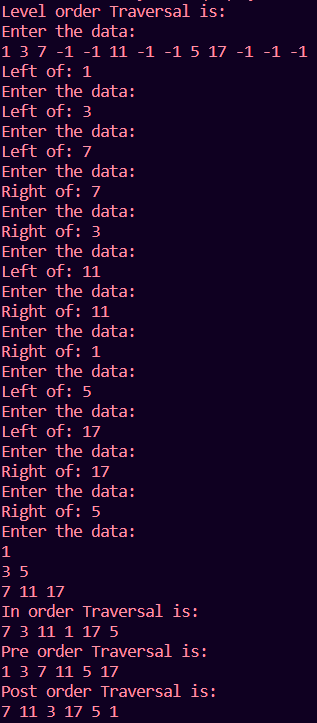 Level order Traversal is:
Enter the data:
1 3 7 -1 -1 11 -1 -1 5 17 -1 -1 -1
Left of: 1
Enter the data:
Left of: 3
Enter the data:
Left of: 7
Enter the data:
Right of: 7
Enter the data:
Right of: 3
Enter the data:
Left of: 11
Enter the data:
Right of: 11
Enter the data:
Right of: 1
Enter the data:
Left of: 5
Enter the data:
Left of: 17
Enter the data:
Right of: 17
Enter the data:
Right of: 5
Enter the data:
1
3 5
7 11 17
In order Traversal is:
7 3 11 1 17 5
Pre order Traversal is:
1 3 7 11 5 17
Post order Traversal is:
7 11 3 17 5 1